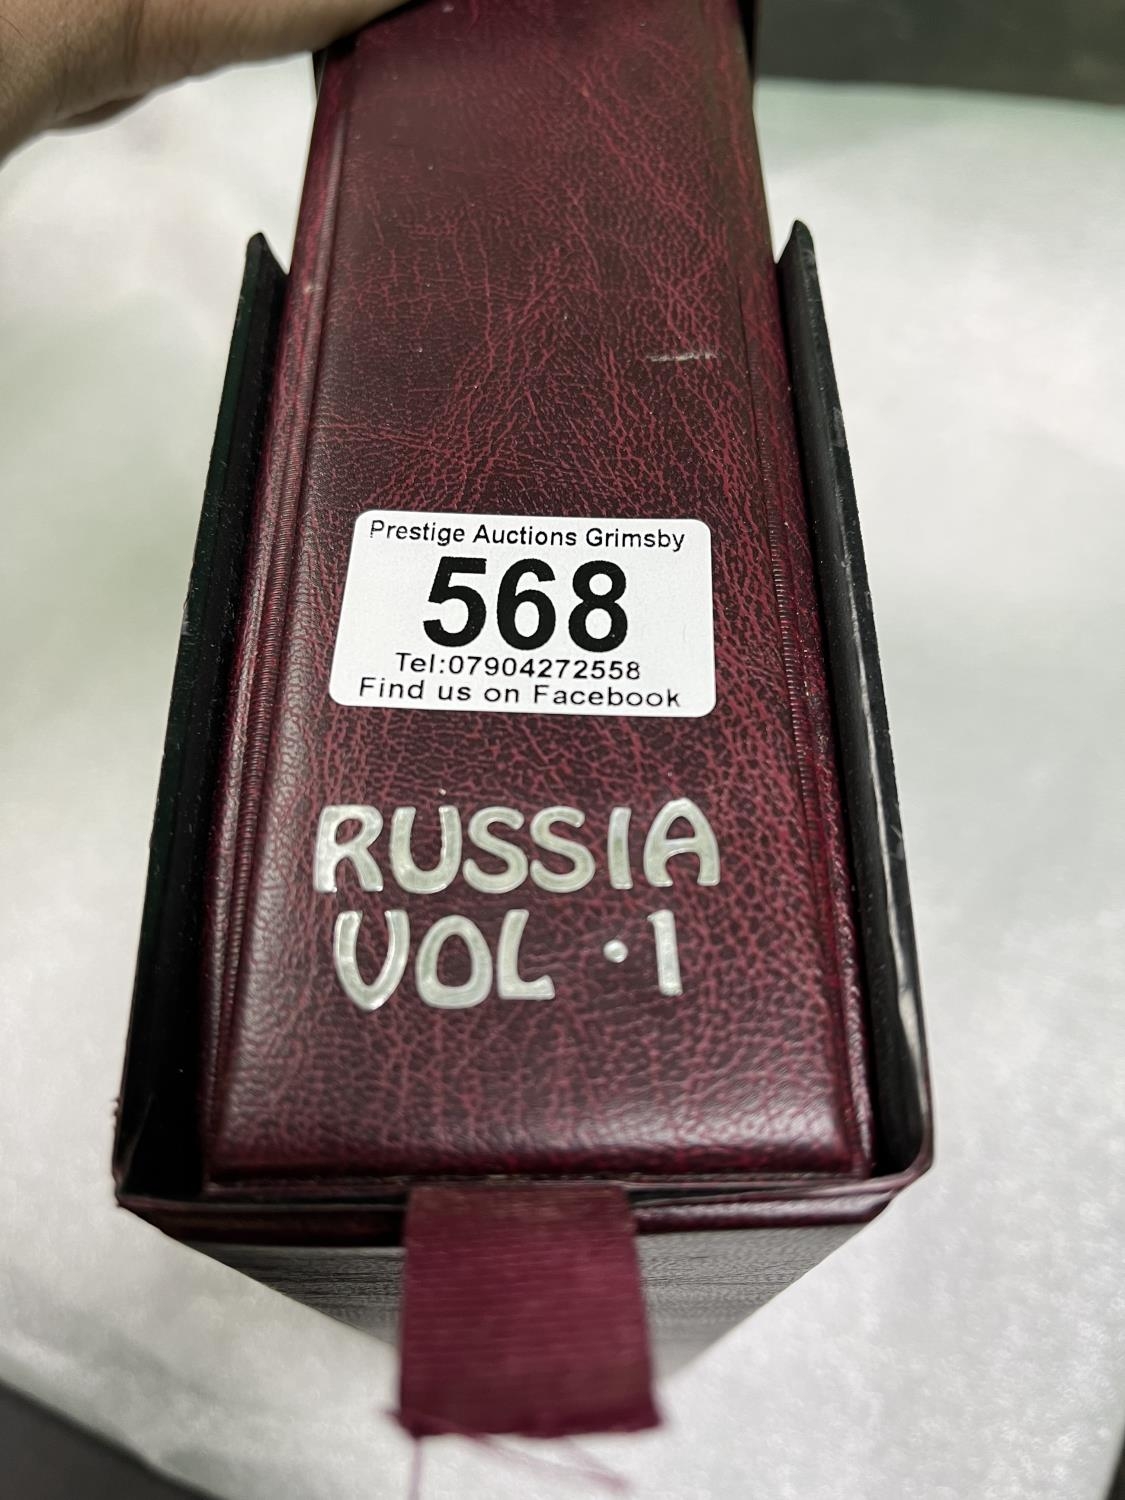 Prestige Auctions Grimsby
568
Tel:07904272558
Find us on Facebook
RUSSIA
VOL · 1